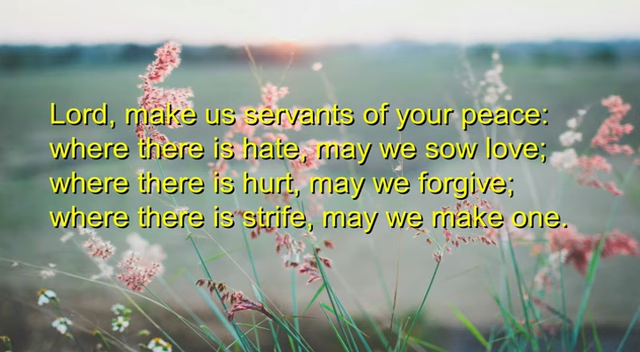 Lord, make us servants of your peace:
where there is hate, may we sow love;
where there is hurt, may we forgive;
where there is strife, may we make one.